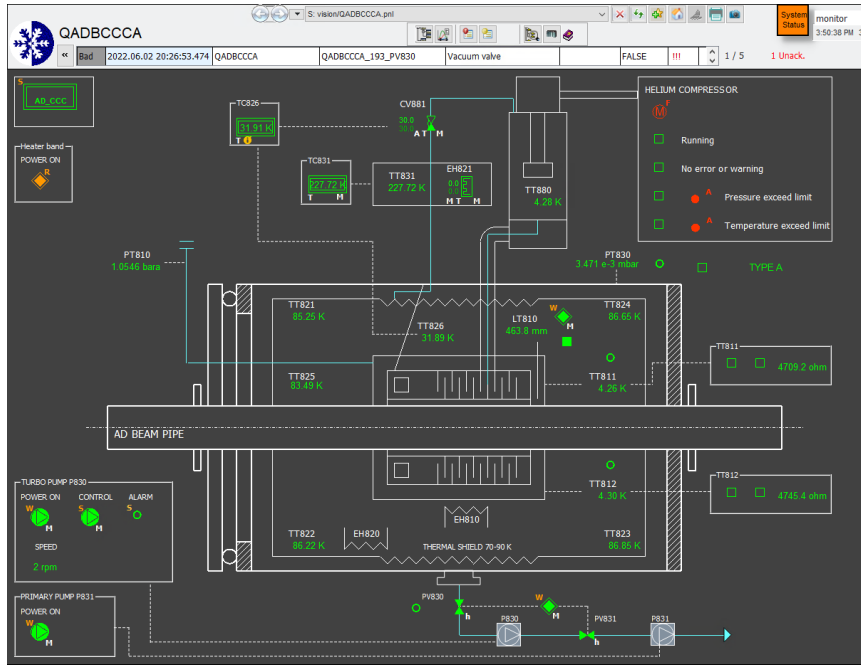 S: vision/QADBCCCA.pnl
System Status
monitor
3:50:38 PM
QADBCCCA
« Bad 2022.06.02 20:26:53.474 QADBCCCA QADBCCCA_193_PV830 Vacuum valve FALSE !!! 1 / 5 1 Unack.
S
AD_CCC
Heater band
POWER ON
R
TC826
31.91 K
T
CV881
30.0
30.0
A T M
TC831
227.72 K
T M
TT831
227.72 K
EH821
0.0
0.0
M T M
TT880
4.28 K
HELIUM COMPRESSOR
M F
Running
No error or warning
A Pressure exceed limit
A Temperature exceed limit
PT810
1.0546 bara
PT830
3.471 e-3 mbar
TYPE A
TT821
85.25 K
TT826
31.89 K
LT810
463.8 mm
W
M
TT824
86.65 K
TT825
83.49 K
TT811
4.26 K
TT811
4709.2 ohm
AD BEAM PIPE
TT812
4.30 K
TT812
4745.4 ohm
TURBO PUMP P830
POWER ON CONTROL ALARM
W S S
M M
SPEED
2 rpm
EH810
TT822
86.22 K
EH820
THERMAL SHIELD 70-90 K
TT823
86.85 K
PRIMARY PUMP P831
POWER ON
W
M
PV830
h
W
M
P830
PV831
h
P831